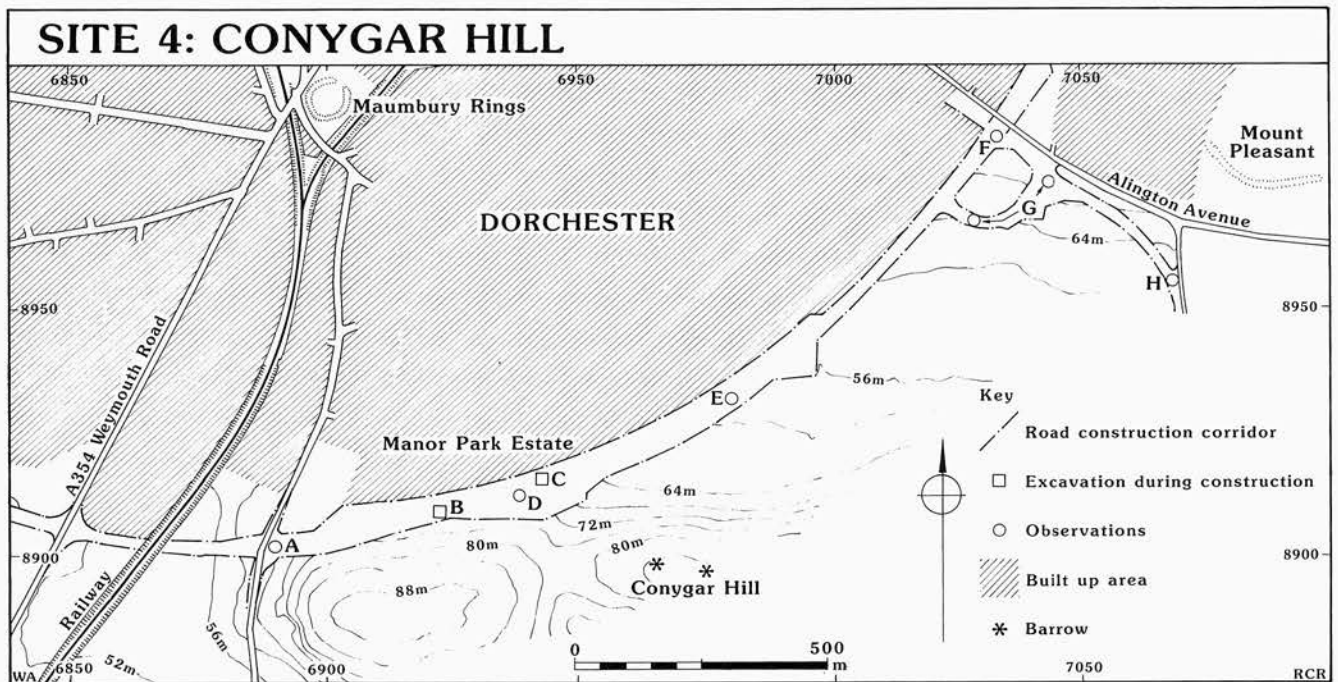 SITE 4: CONYGAR HILL
6850
6950
7000
7050
Maumbury Rings
Mount
Pleasant
F
Alington Avenue
G
DORCHESTER
64m
H
8950
8950
A354 Weymouth Road
56m
E
Key
Road construction corridor
Manor Park Estate
C
Excavation during construction
B
D
64m
72m
Observations
A
80m
80m
8900
8900
88m
Conygar Hill
Built up area
Railway
56m
Barrow
52m
0
500
m
WA
6850
6900
7050
RCR